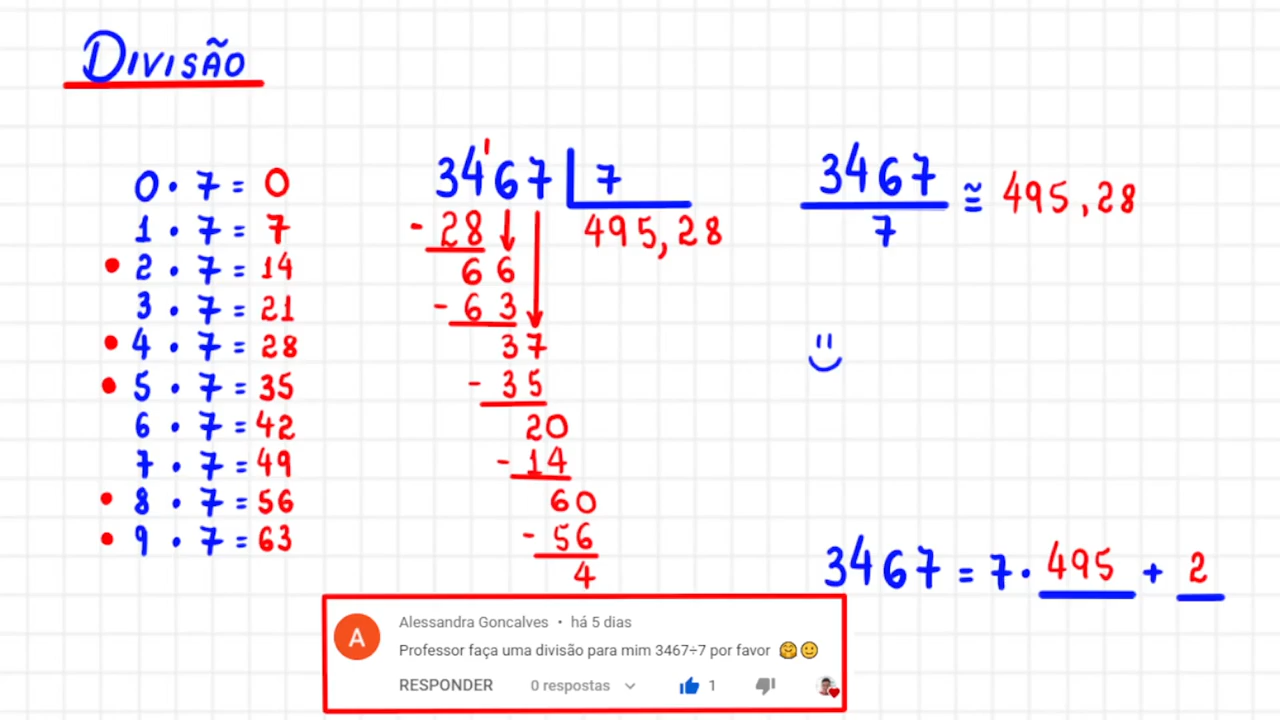 DIVISÃO
0 · 7 = 0
1 · 7 = 7
• 2 · 7 = 14
3 · 7 = 21
• 4 · 7 = 28
• 5 · 7 = 35
6 · 7 = 42
7 · 7 = 49
• 8 · 7 = 56
• 9 · 7 = 63
34'67 | 7
- 28 495,28
66
- 63
37
- 35
20
- 14
60
- 56
4
3467
7
≅ 495,28
3467 = 7 · 495 + 2
A
Alessandra Goncalves • há 5 dias
Professor faça uma divisão para mim 3467÷7 por favor 🤗🙂
RESPONDER 0 respostas 1